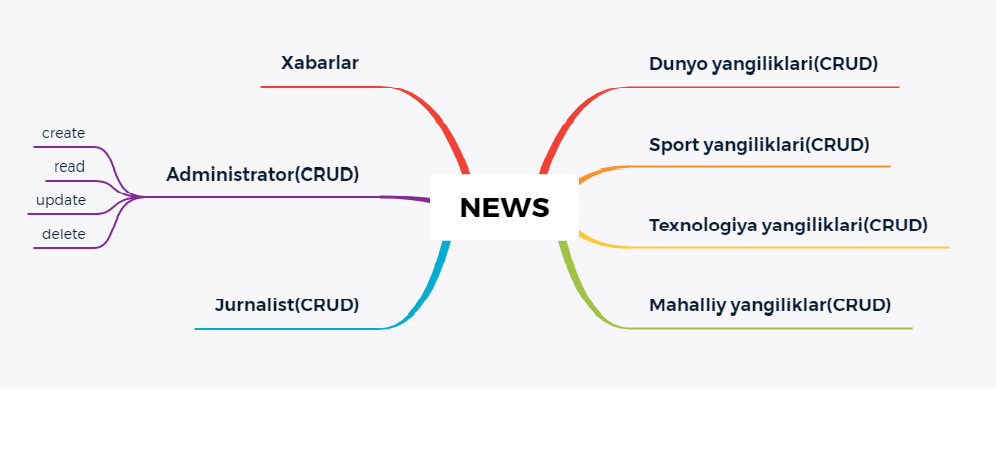 Xabarlar
Dunyo yangiliklari(CRUD)
create
Sport yangiliklari(CRUD)
read
Administrator(CRUD)
update
NEWS
Texnologiya yangiliklari(CRUD)
delete
Jurnalist(CRUD)
Mahalliy yangiliklar(CRUD)